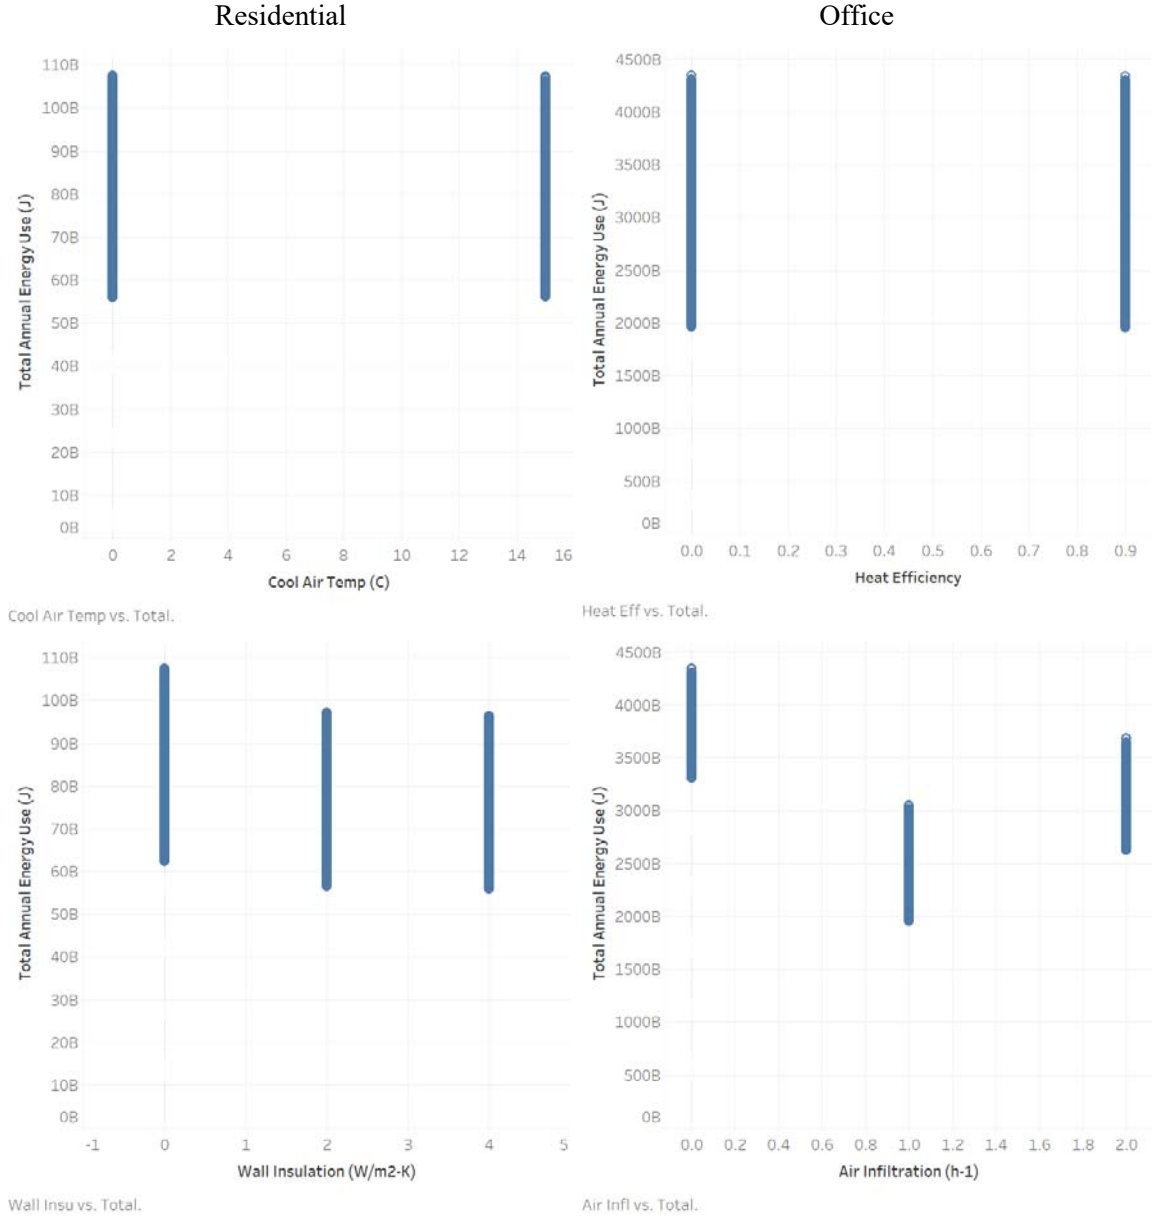 Residential
Office
Total Annual Energy Use (J)
110B
100B
90B
80B
70B
60B
50B
40B
30B
20B
10B
0B
0 2 4 6 8 10 12 14 16
Cool Air Temp (C)
Cool Air Temp vs. Total.
Total Annual Energy Use (J)
4500B
4000B
3500B
3000B
2500B
2000B
1500B
1000B
500B
0B
0.0 0.1 0.2 0.3 0.4 0.5 0.6 0.7 0.8 0.9
Heat Efficiency
Heat Eff vs. Total.
Total Annual Energy Use (J)
110B
100B
90B
80B
70B
60B
50B
40B
30B
20B
10B
0B
-1 0 1 2 3 4 5
Wall Insulation (W/m2-K)
Wall Insu vs. Total.
Total Annual Energy Use (J)
4500B
4000B
3500B
3000B
2500B
2000B
1500B
1000B
500B
0B
0.0 0.2 0.4 0.6 0.8 1.0 1.2 1.4 1.6 1.8 2.0
Air Infiltration (h-1)
Air Infl vs. Total.